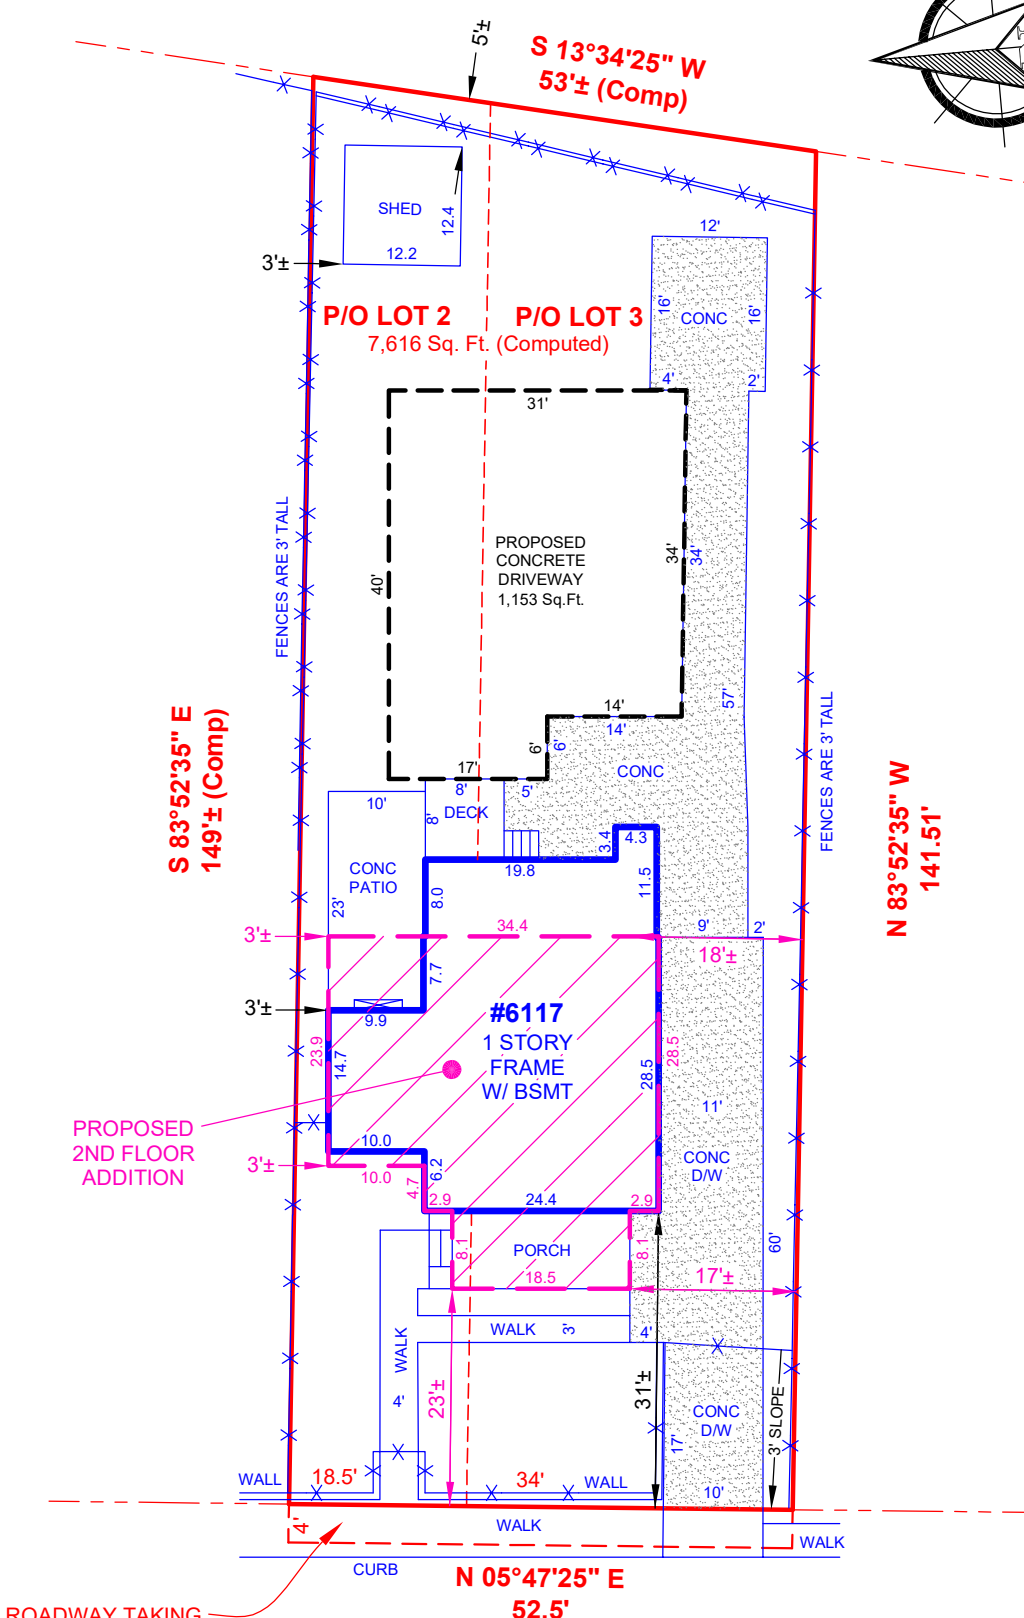 5'±
S 13°34'25" W
53'± (Comp)
SHED
12.4
12.2
3'±
12'
16'
CONC
16'
P/O LOT 2
P/O LOT 3
7,616 Sq. Ft. (Computed)
4'
2'
31'
FENCES ARE 3' TALL
40'
PROPOSED
CONCRETE
DRIVEWAY
1,153 Sq.Ft.
34'
34'
57'
14'
14'
6'
6'
17'
8'
5'
CONC
DECK
8'
10'
S 83°52'35" E
149'± (Comp)
FENCES ARE 3' TALL
N 83°52'35" W
141.51'
CONC
PATIO
23'
3.4
4.3
19.8
11.5
8.0
3'±
34.4
9'
2'
18'±
7.7
3'±
9.9
#6117
1 STORY
FRAME
W/ BSMT
23.9
14.7
28.5
28.5
11'
PROPOSED
2ND FLOOR
ADDITION
10.0
3'±
10.0
6.2
4.7
CONC
D/W
2.9
24.4
2.9
60'
8.1
PORCH
8.1
18.5
17'±
WALK
3'
4'
WALK
4'
23'±
31'±
CONC
D/W
17'
3' SLOPE
10'
WALL
18.5'
34'
WALL
4'
WALK
WALK
CURB
N 05°47'25" E
52.5'
ROADWAY TAKING